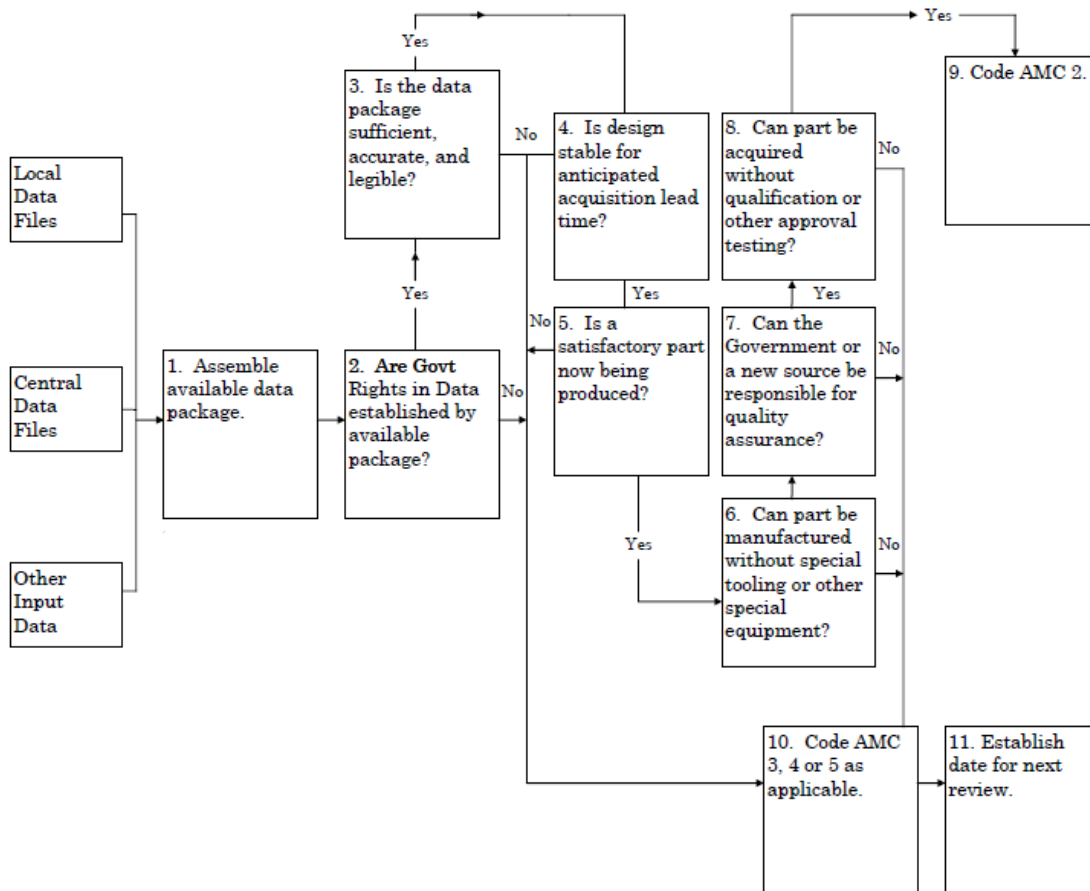 Local
Data
Files
Central
Data
Files
Other
Input
Data
1. Assemble
available data
package.
2. Are Govt
Rights in Data
established by
available
package?
No
Yes
3. Is the data
package
sufficient,
accurate, and
legible?
Yes
No
4. Is design
stable for
anticipated
acquisition lead
time?
Yes
No
5. Is a
satisfactory part
now being
produced?
Yes
6. Can part be
manufactured
without special
tooling or other
special
equipment?
No
7. Can the
Government or
a new source be
responsible for
quality
assurance?
No
Yes
8. Can part be
acquired
without
qualification or
other approval
testing?
No
Yes
9. Code AMC 2.
10. Code AMC
3, 4 or 5 as
applicable.
11. Establish
date for next
review.